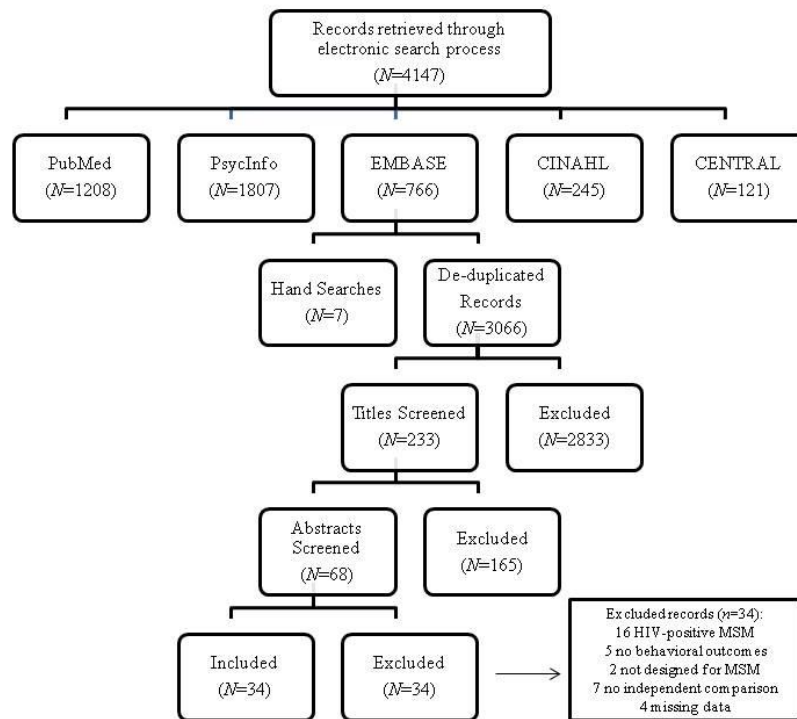 Records retrieved through
electronic search process
(N=4147)
PubMed
(N=1208)
PsycInfo
(N=1807)
EMBASE
(N=766)
CINAHL
(N=245)
CENTRAL
(N=121)
Hand Searches
(N=7)
De-duplicated
Records
(N=3066)
Titles Screened
(N=233)
Excluded
(N=2833)
Abstracts
Screened
(N=68)
Excluded
(N=165)
Included
(N=34)
Excluded
(N=34)
Excluded records (n=34):
16 HIV-positive MSM
5 no behavioral outcomes
2 not designed for MSM
7 no independent comparison
4 missing data